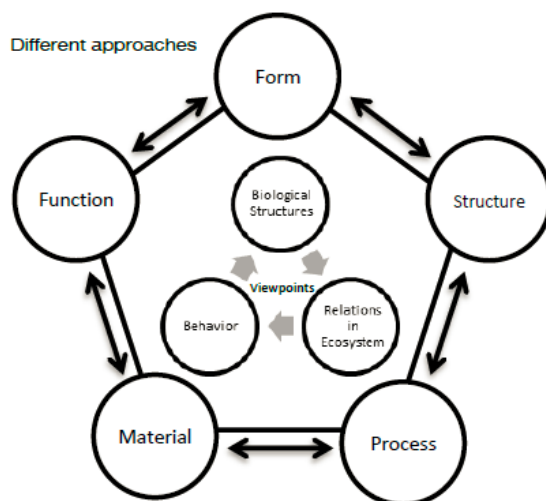 Different approaches
Form
Function
Structure
Biological
Structures
Viewpoints
Behavior
Relations
in
Ecosystem
Material
Process